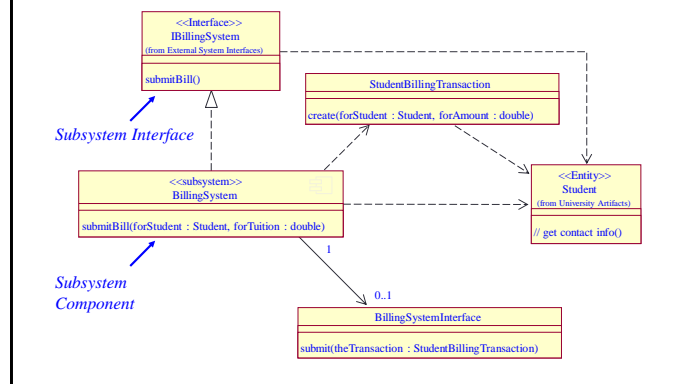 <<Interface>>
IBillingSystem
(from External System Interfaces)
submitBill()
Subsystem Interface
StudentBillingTransaction
create(forStudent : Student, forAmount : double)
<<subsystem>>
BillingSystem
submitBill(forStudent : Student, forTuition : double)
<<Entity>>
Student
(from University Artifacts)
// get contact info()
Subsystem
Component
1
0..1
BillingSystemInterface
submit(theTransaction : StudentBillingTransaction)